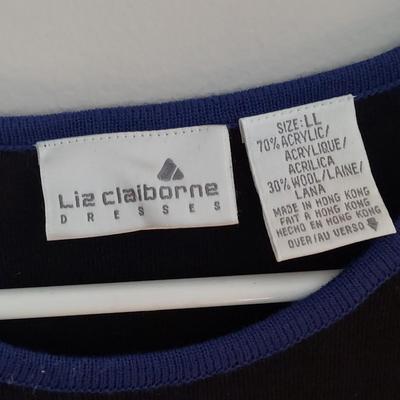 Liz claiborne
DRESSES
SIZE: LL
70% ACRYLIC/
ACRYLIQUE/
ACRILICA
30% WOOL/LAINE/
LANA
MADE IN HONG KONG
FAIT A HONG KONG
HECHO EN HONG KONG
OVER/AU VERSO